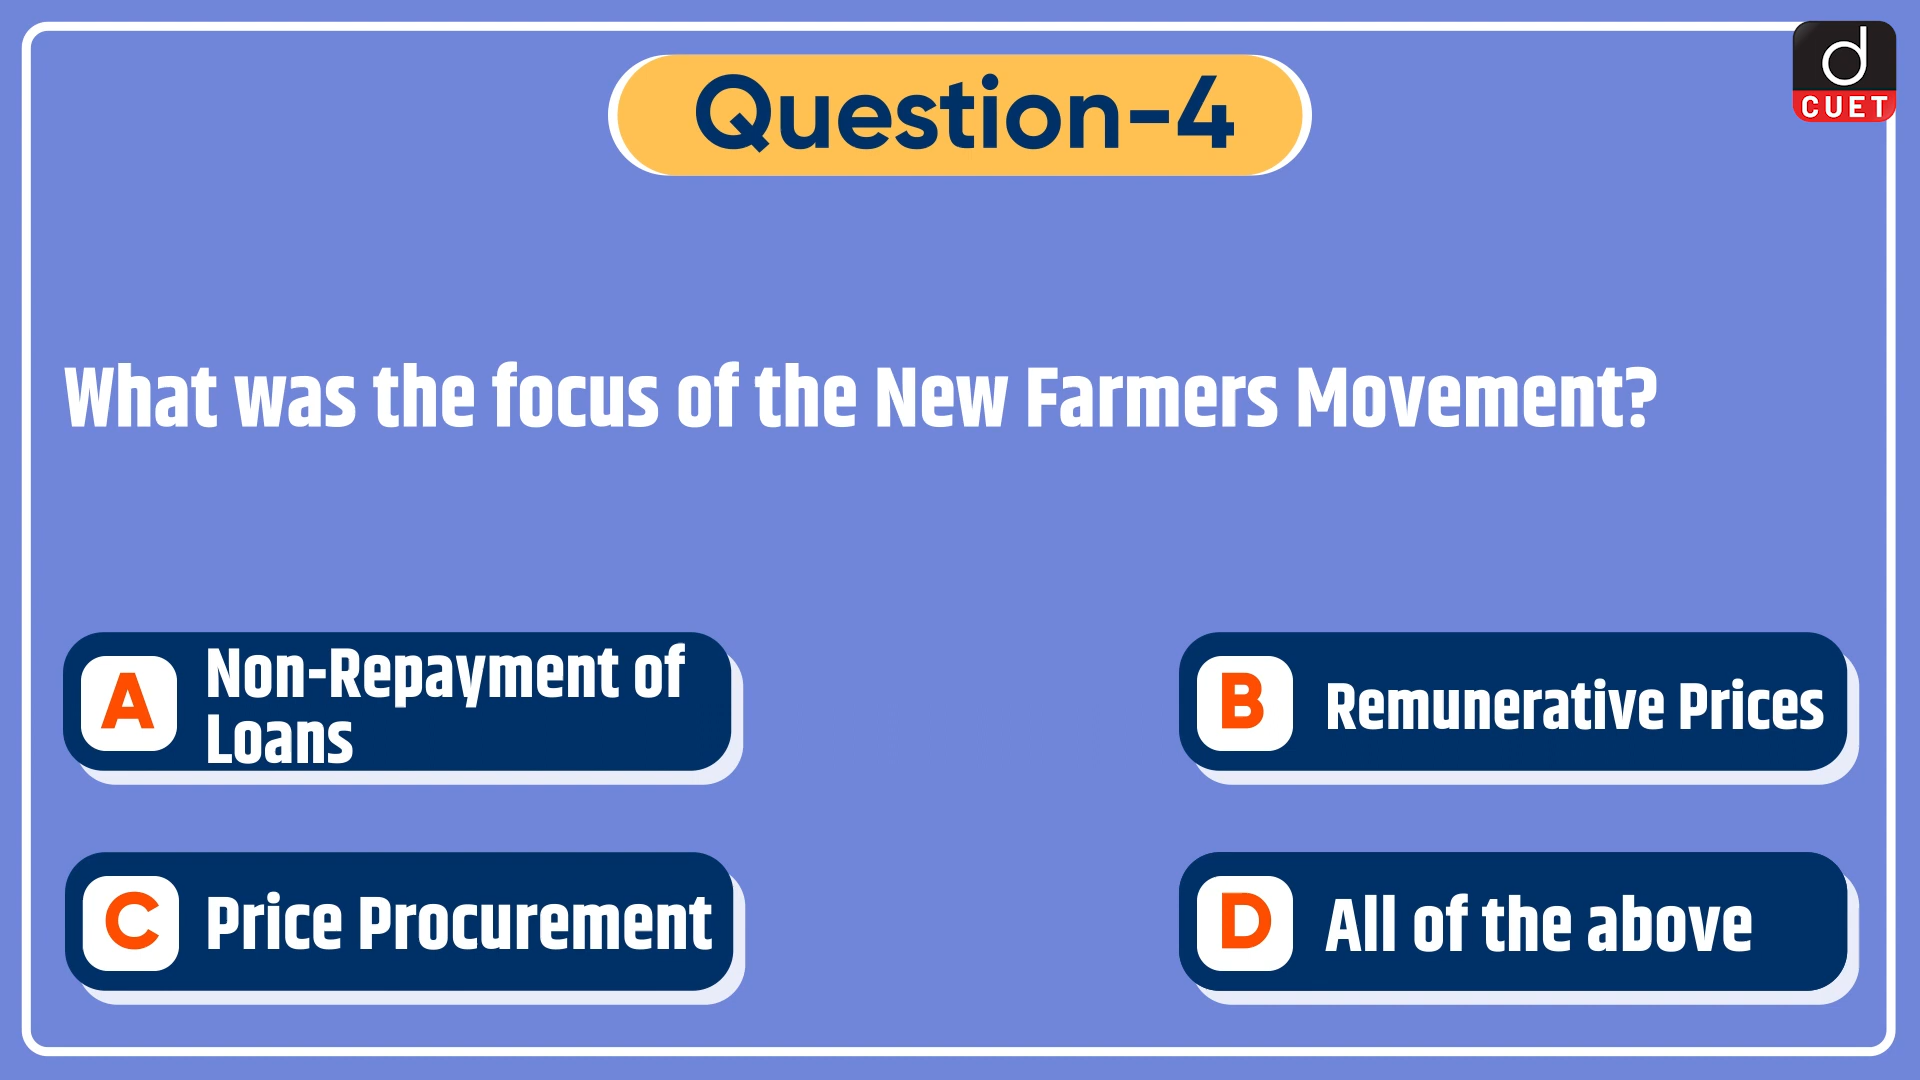 Question-4
d
CUET
What was the focus of the New Farmers Movement?
A
Non-Repayment of
Loans
B
Remunerative Prices
C
Price Procurement
D
All of the above